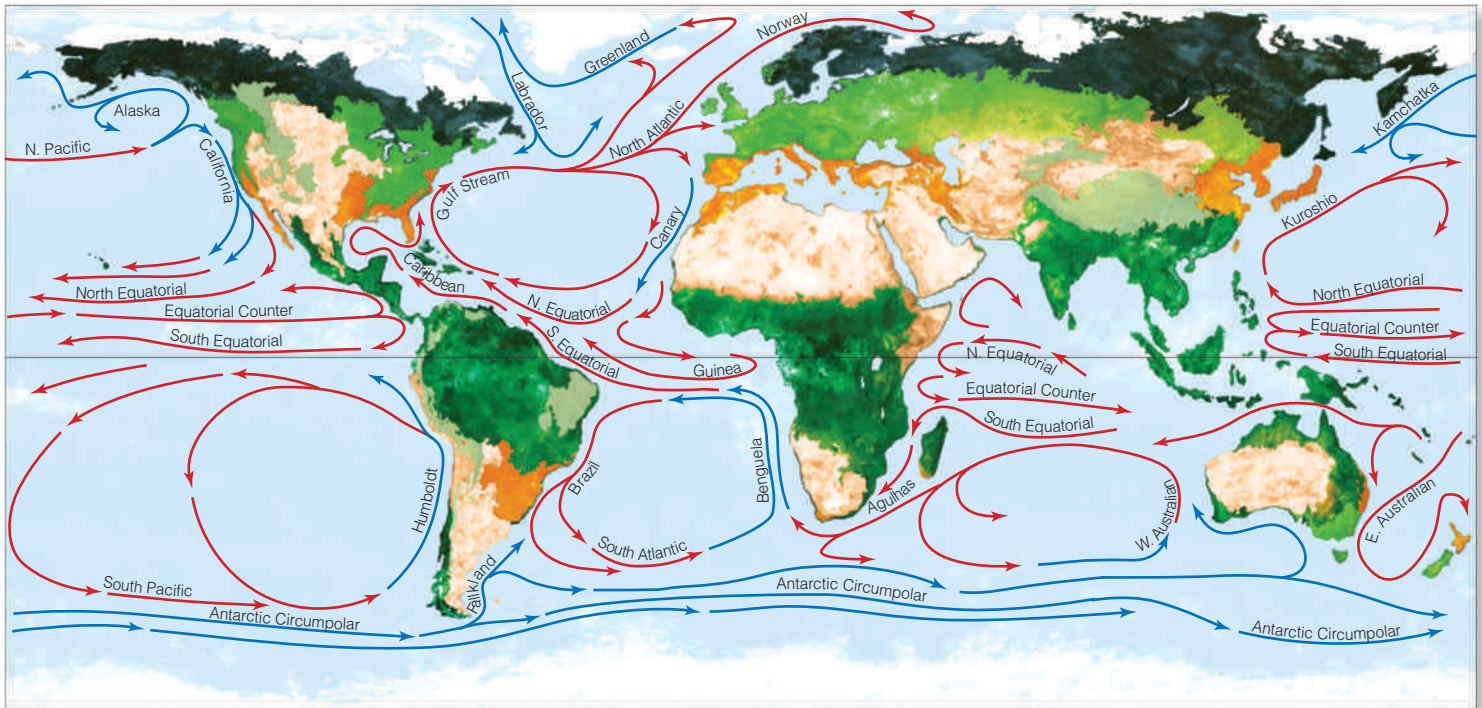 Norway
Greenland
Labrador
Alaska
Kamchatka
N. Pacific
California
North Atlantic
Gulf Stream
Canary
Kuroshio
Caribbean
North Equatorial
N. Equatorial
North Equatorial
Equatorial Counter
Equatorial Counter
South Equatorial
S. Equatorial
Guinea
N. Equatorial
South Equatorial
Equatorial Counter
South Equatorial
Humboldt
Brazil
Benguela
Agulhas
W. Australian
E. Australian
South Atlantic
South Pacific
Falkland
Antarctic Circumpolar
Antarctic Circumpolar
Antarctic Circumpolar